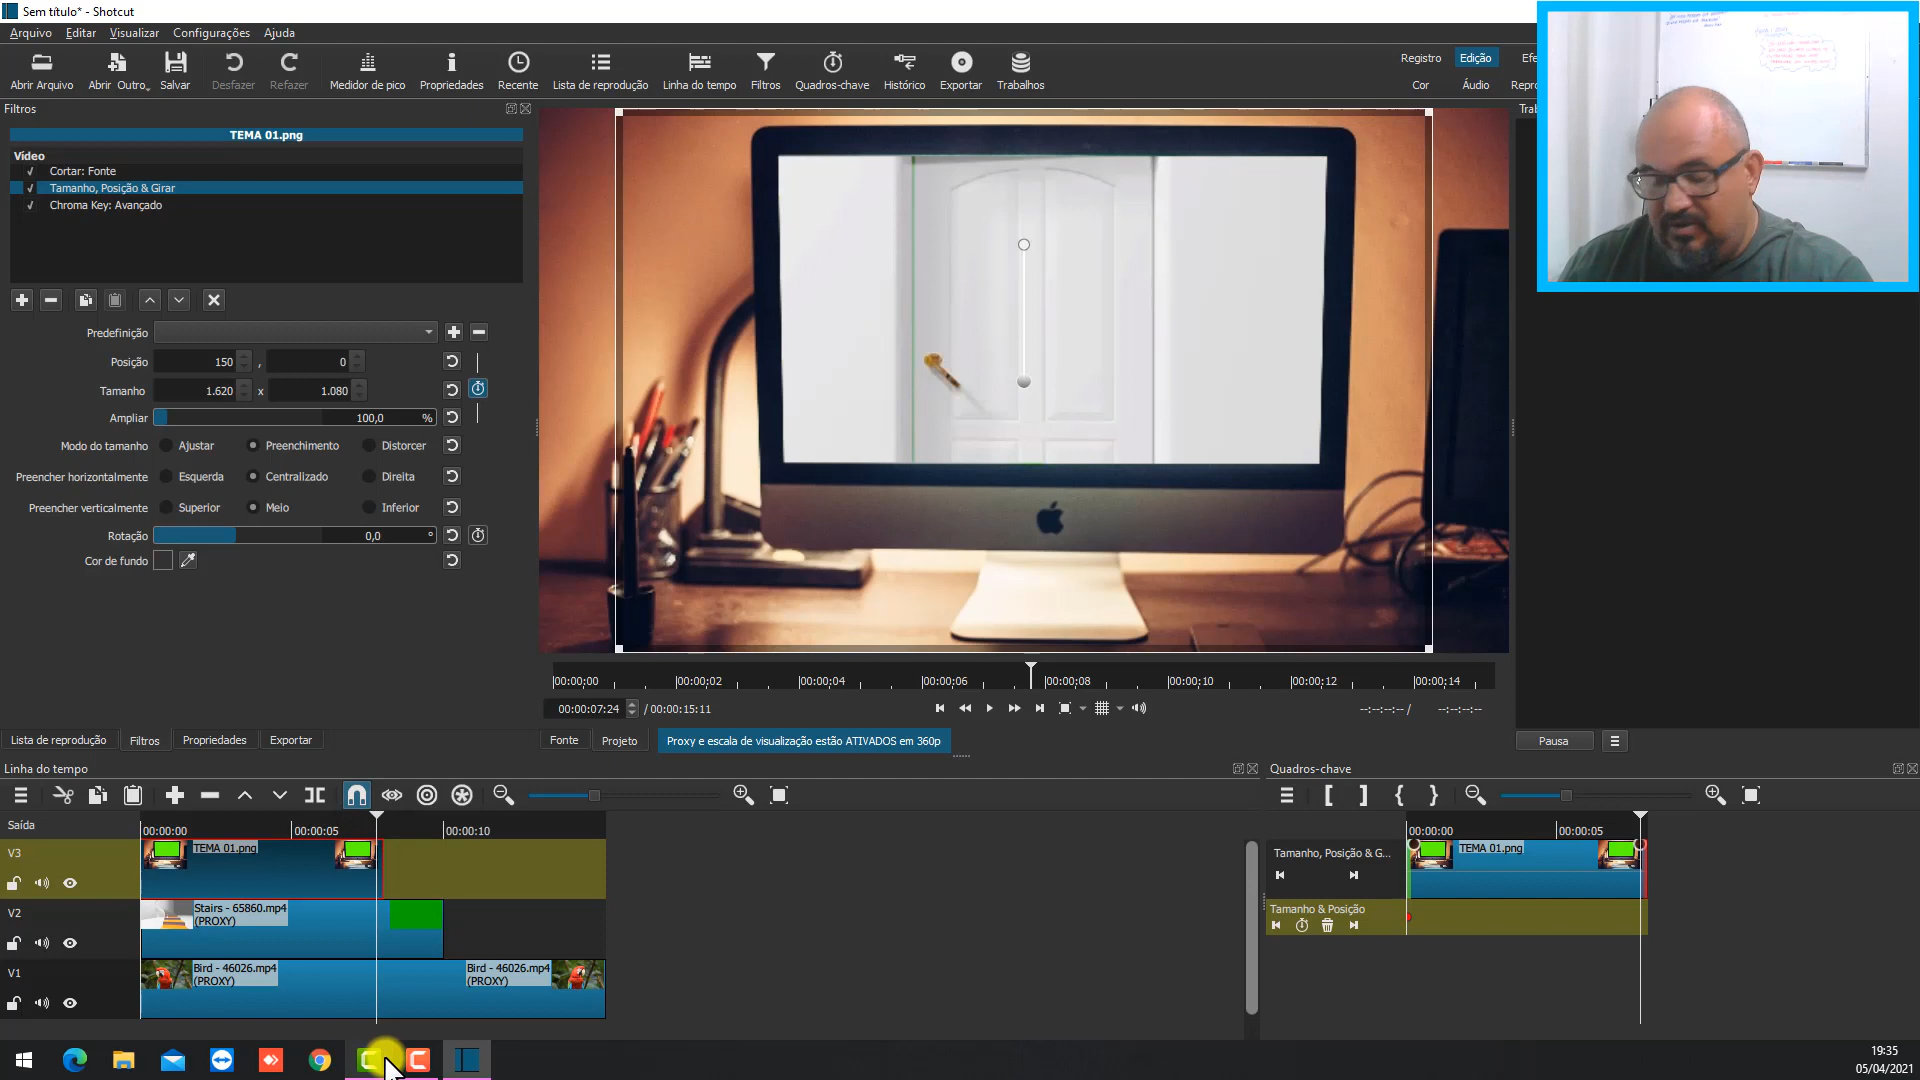 Sem título* - Shotcut
Arquivo Editar Visualizar Configurações Ajuda
Abrir Arquivo Abrir Outro Salvar Desfazer Refazer Medidor de pico Propriedades Recente Lista de reprodução Linha do tempo Filtros Quadros-chave Histórico Exportar Trabalhos
Registro Edição Efe
Cor Áudio Repro
Filtros
Trab
TEMA 01.png
Vídeo
Cortar: Fonte
Tamanho, Posição & Girar
Chroma Key: Avançado
Predefinição
Posição 150 , 0
Tamanho 1.620 x 1.080
Ampliar 100,0 %
Modo do tamanho Ajustar Preenchimento Distorcer
Preencher horizontalmente Esquerda Centralizado Direita
Preencher verticalmente Superior Meio Inferior
Rotação 0,0 °
Cor de fundo
00:00:00 00:00:02 00:00:04 00:00:06 00:00:08 00:00:10 00:00:12 00:00:14
00:00:07:24 / 00:00:15:11
--:--:--:-- / --:--:--:--
Lista de reprodução Filtros Propriedades Exportar
Fonte Projeto Proxy e escala de visualização estão ATIVADOS em 360p
Pausa
Linha do tempo
Quadros-chave
Saída
00:00:00 00:00:05 00:00:10
V3
TEMA 01.png
V2
Stairs - 65860.mp4
(PROXY)
V1
Bird - 46026.mp4
(PROXY)
Bird - 46026.mp4
(PROXY)
00:00:00 00:00:05
Tamanho, Posição & G...
TEMA 01.png
Tamanho & Posição
19:35
05/04/2021